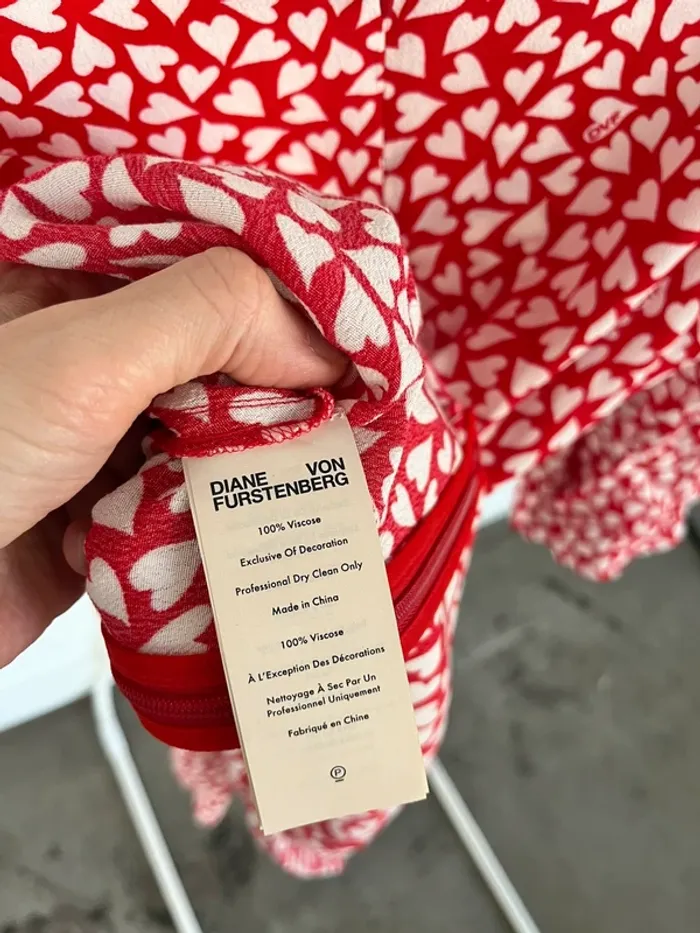 DVF
DIANE VON
FURSTENBERG
100% Viscose
Exclusive Of Decoration
Professional Dry Clean Only
Made in China
100% Viscose
À L'Exception Des Décorations
Nettoyage À Sec Par Un
Professionnel Uniquement
Fabriqué en Chine
P